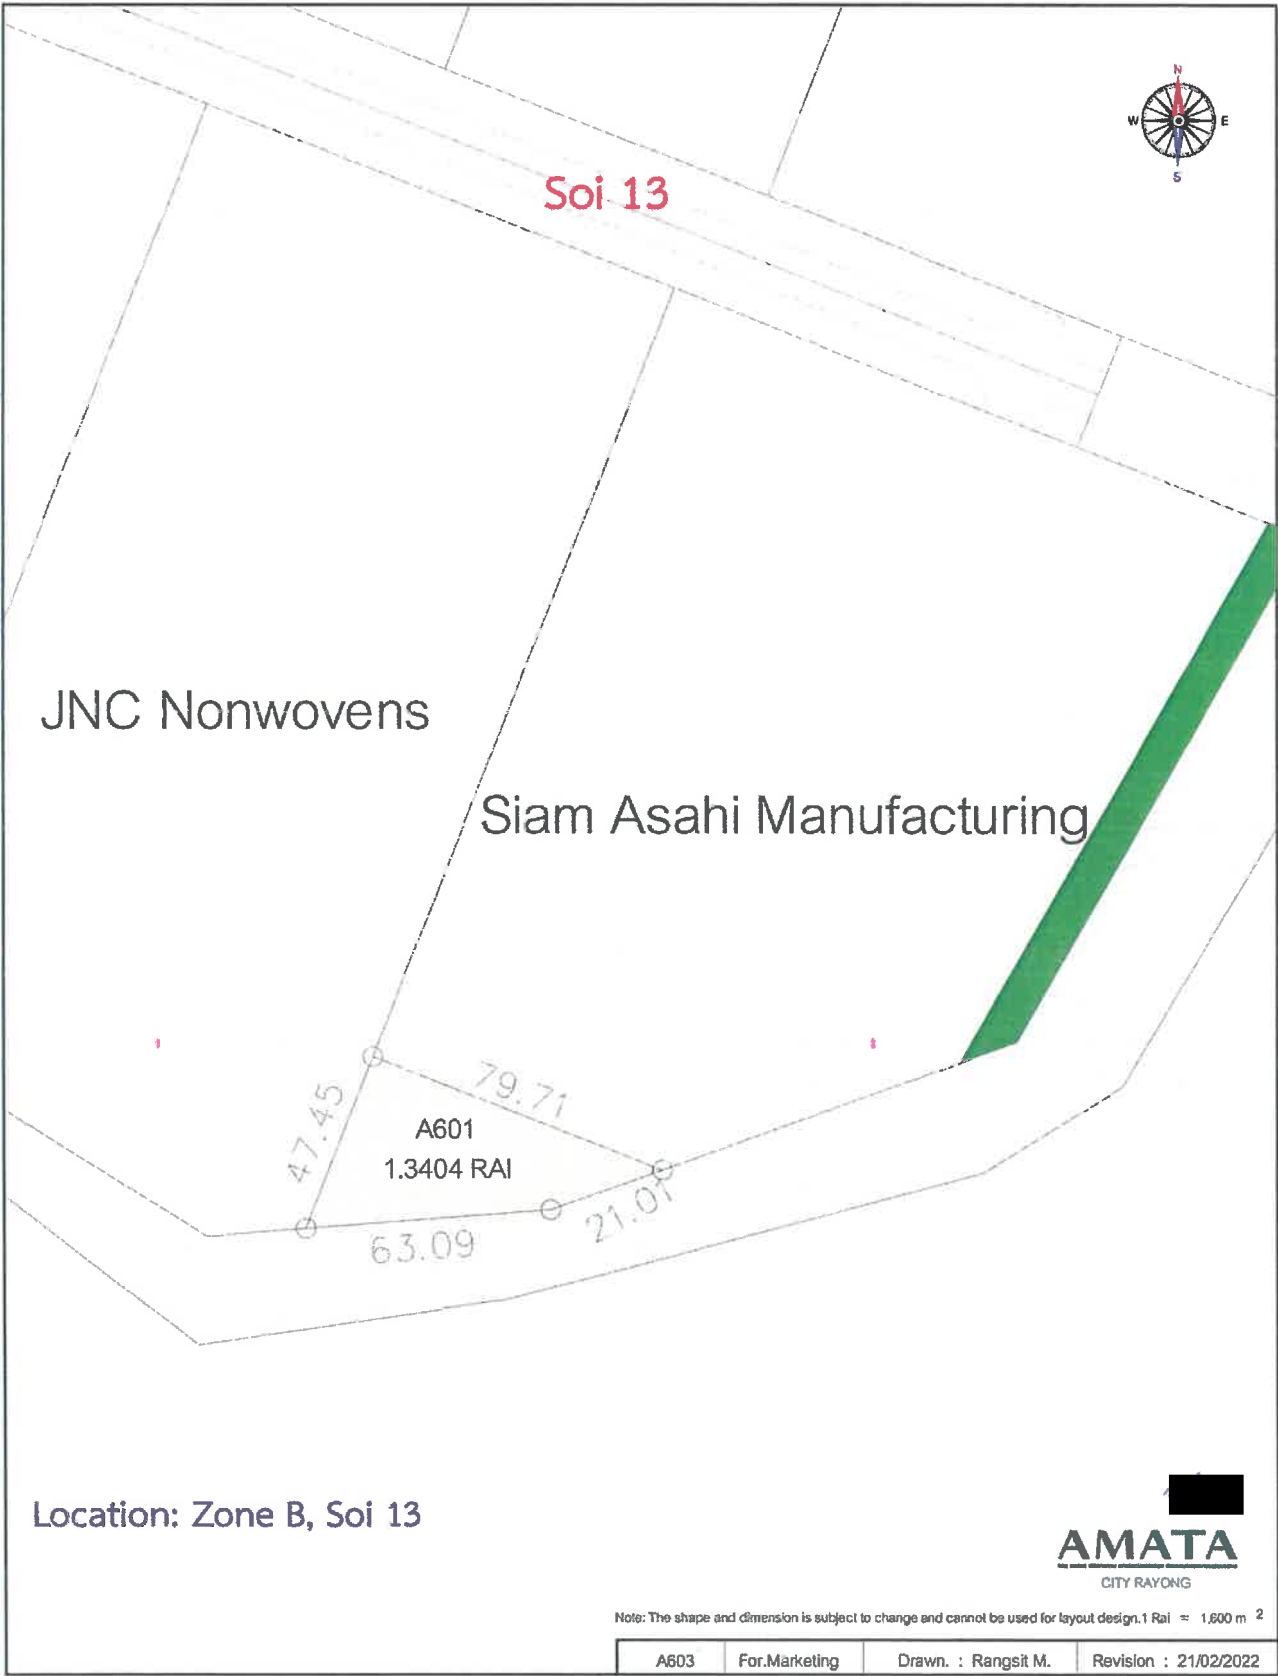 N
W E
S
Soi 13
JNC Nonwovens
Siam Asahi Manufacturing
79.71
47.45
A601
1.3404 RAI
21.01
63.09
Location: Zone B, Soi 13
AMATA
CITY RAYONG
Note: The shape and dimension is subject to change and cannot be used for layout design.1 Rai = 1,600 m 2
A603 For.Marketing Drawn. : Rangsit M. Revision : 21/02/2022